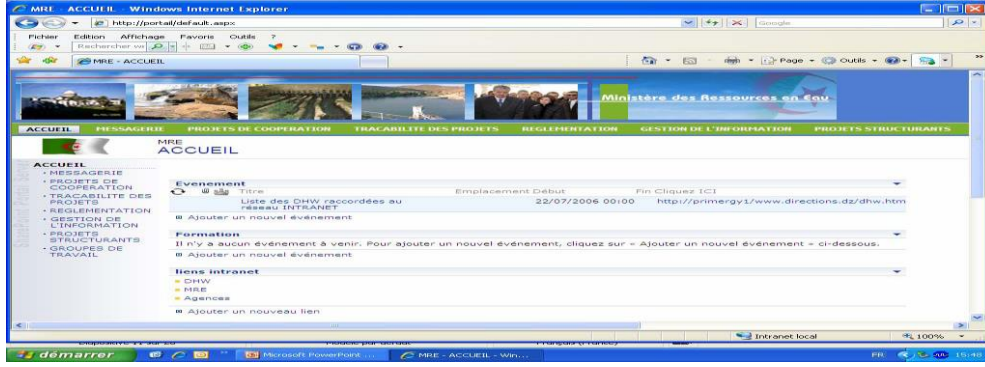 MRE - ACCUEIL - Windows Internet Explorer
http://portail/default.aspx
Google
Fichier Edition Affichage Favoris Outils ?
Rechercher
MRE - ACCUEIL
Page Outils
Ministère des Ressources en Eau
ACCUEIL MESSAGERIE PROJETS DE COOPERATION TRACABILITE DES PROJETS REGLEMENTATION GESTION DE L'INFORMATION PROJETS STRUCTURANTS
MRE
ACCUEIL
ACCUEIL
MESSAGERIE
PROJETS DE COOPERATION
TRACABILITE DES PROJETS
REGLEMENTATION
GESTION DE L'INFORMATION
PROJETS STRUCTURANTS
GROUPES DE TRAVAIL
Evenement
Titre Emplacement Début Fin Cliquez ICI
Liste des DHW raccordées au réseau INTRANET 22/07/2006 00:00 http://primergy1/www.directions.dz/dhw.htm
Ajouter un nouvel événement
Formation
Il n'y a aucun événement à venir. Pour ajouter un nouvel événement, cliquez sur « Ajouter un nouvel événement » ci-dessous.
Ajouter un nouvel événement
liens intranet
DHW
MRE
Agences
Ajouter un nouveau lien
Intranet local 100%
démarrer Microsoft PowerPoint ... MRE - ACCUEIL - Win... FR 15:48